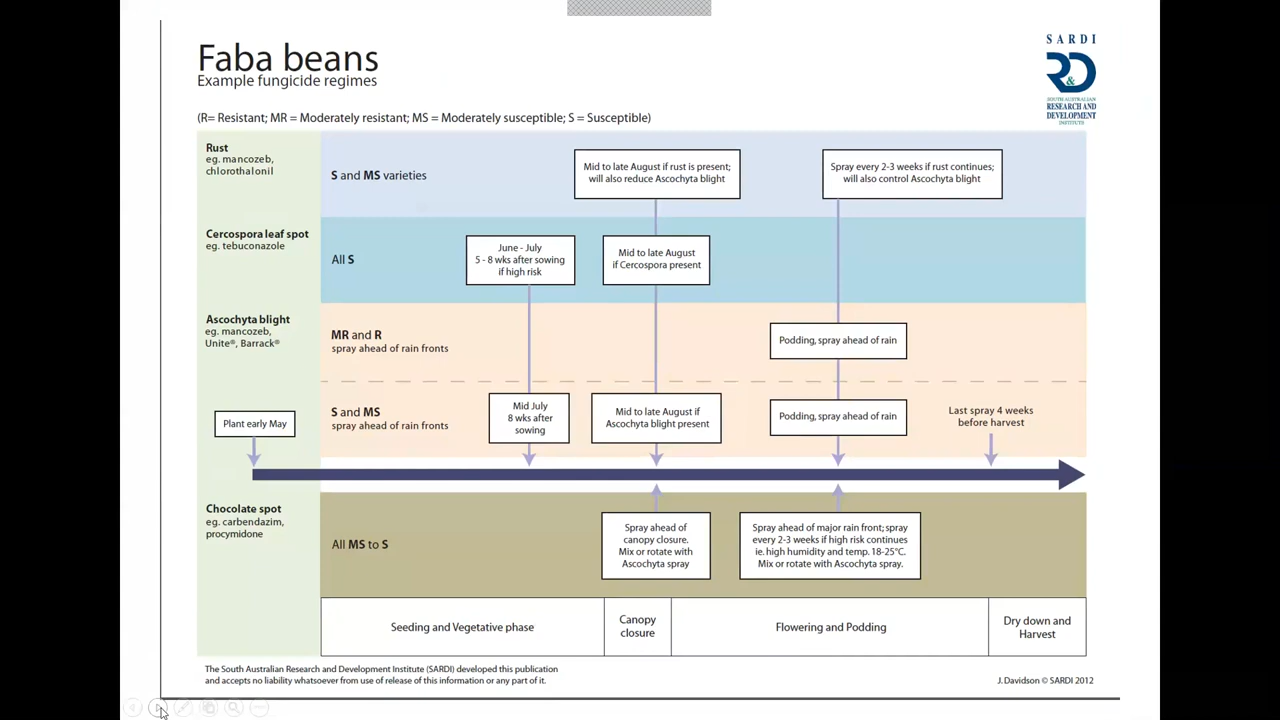 Faba beans
Example fungicide regimes
SARDI
R&D
SOUTH AUSTRALIAN
RESEARCH AND
DEVELOPMENT
INSTITUTE
(R= Resistant; MR = Moderately resistant; MS = Moderately susceptible; S = Susceptible)
Rust
eg. mancozeb,
chlorothalonil
S and MS varieties
Mid to late August if rust is present;
will also reduce Ascochyta blight
Spray every 2-3 weeks if rust continues;
will also control Ascochyta blight
Cercospora leaf spot
eg. tebuconazole
All S
June - July
5 - 8 wks after sowing
if high risk
Mid to late August
if Cercospora present
Ascochyta blight
eg. mancozeb,
Unite®, Barrack®
MR and R
spray ahead of rain fronts
Podding, spray ahead of rain
Plant early May
S and MS
spray ahead of rain fronts
Mid July
8 wks after
sowing
Mid to late August if
Ascochyta blight present
Podding, spray ahead of rain
Last spray 4 weeks
before harvest
Chocolate spot
eg. carbendazim,
procymidone
All MS to S
Spray ahead of
canopy closure.
Mix or rotate with
Ascochyta spray
Spray ahead of major rain front; spray
every 2-3 weeks if high risk continues
ie. high humidity and temp. 18-25°C.
Mix or rotate with Ascochyta spray.
Seeding and Vegetative phase
Canopy
closure
Flowering and Podding
Dry down and
Harvest
The South Australian Research and Development Institute (SARDI) developed this publication
and accepts no liability whatsoever from use of release of this information or any part of it.
J. Davidson © SARDI 2012